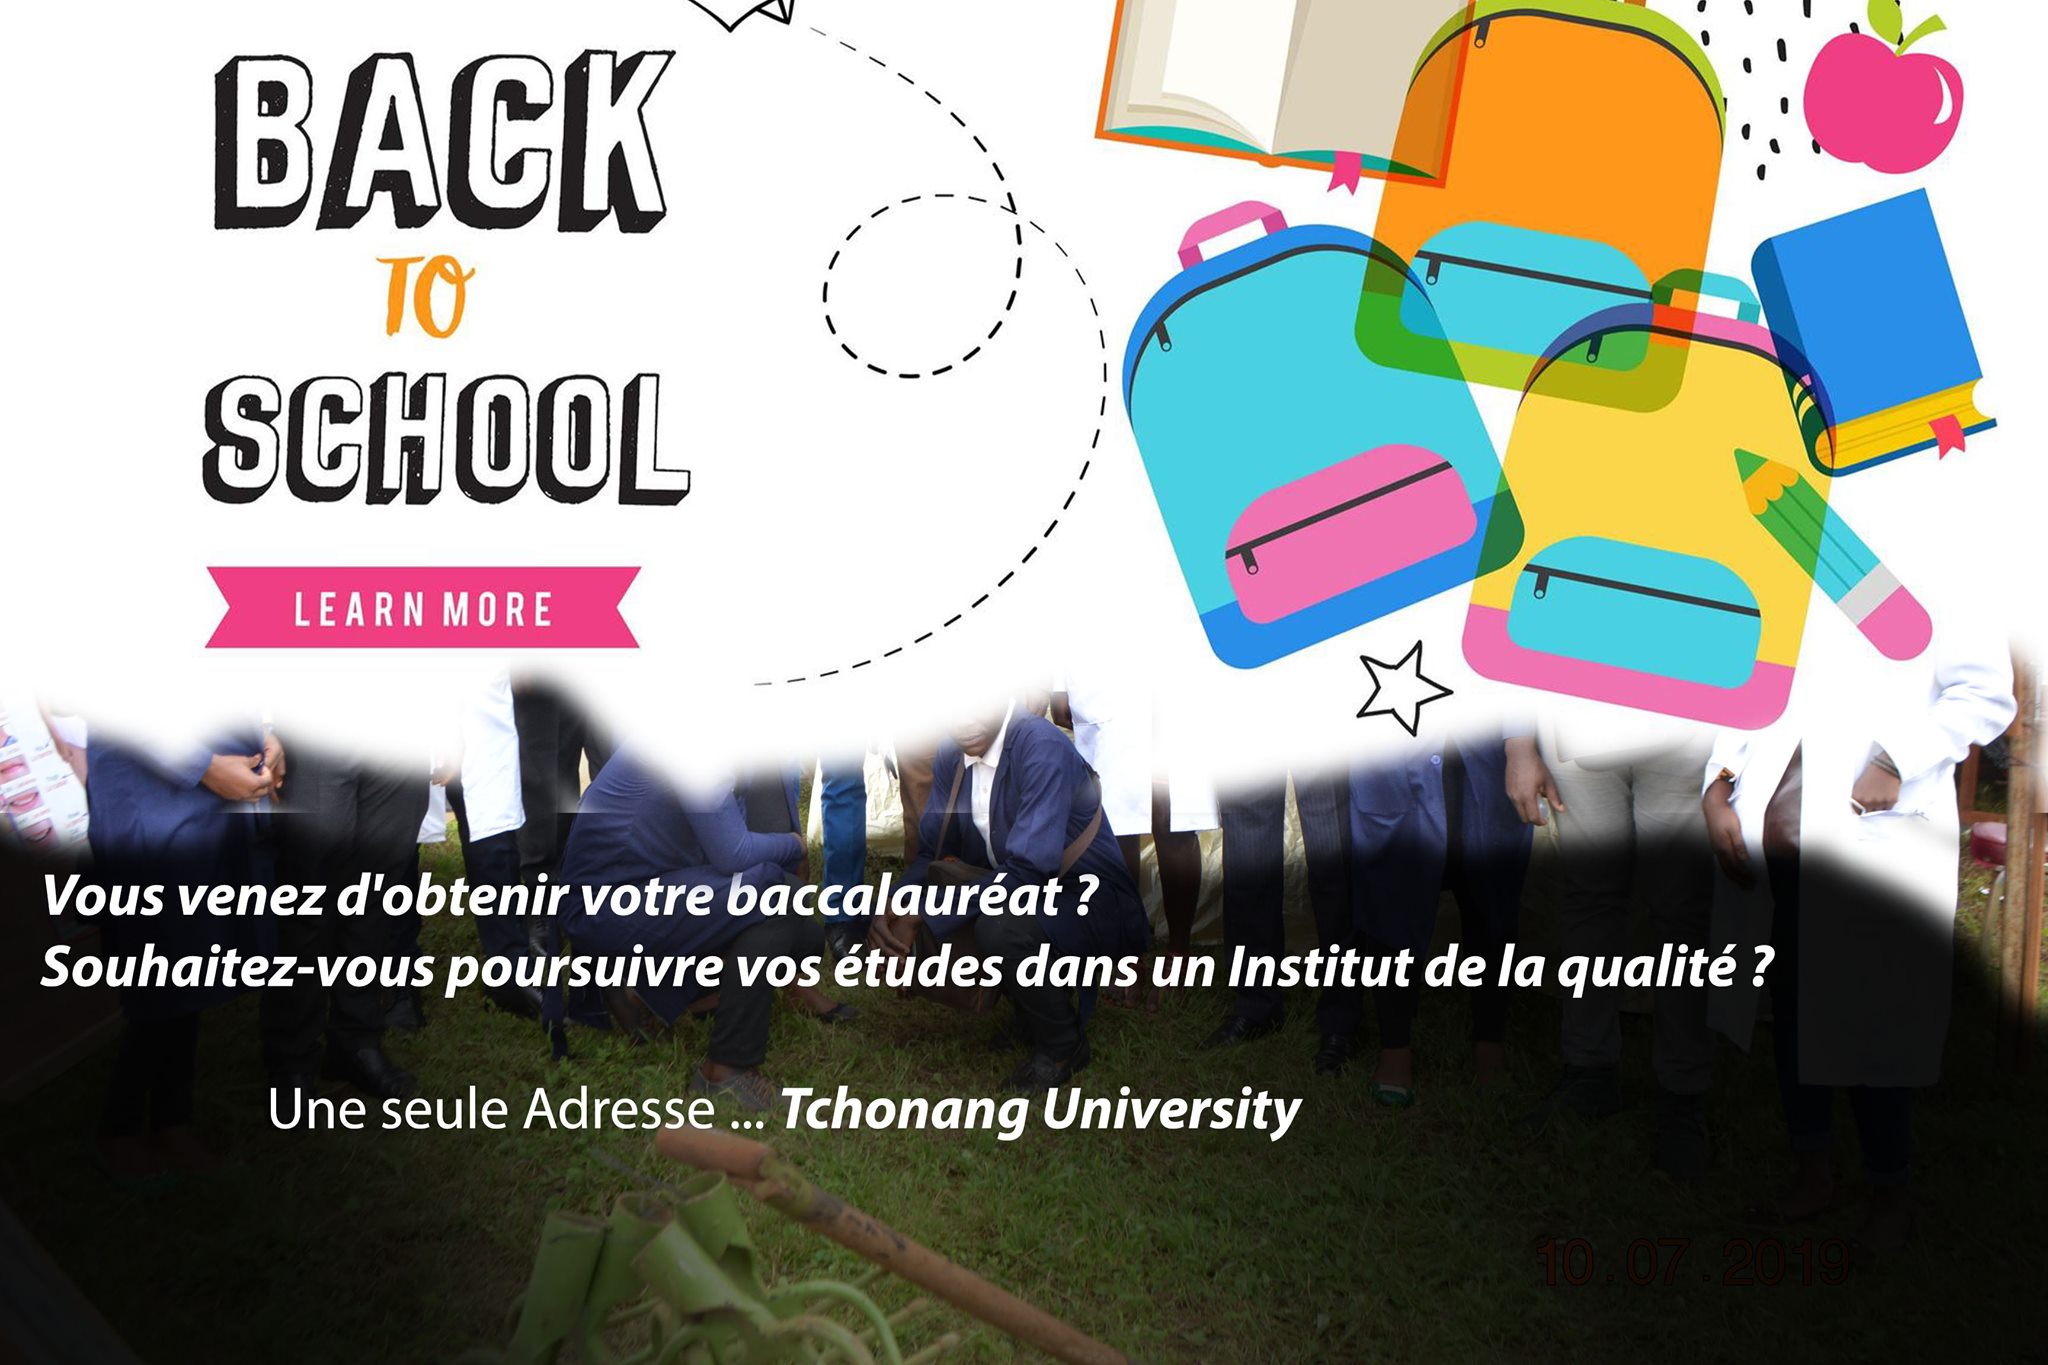 BACK
TO
SCHOOL
LEARN MORE
Vous venez d'obtenir votre baccalauréat ?
Souhaitez-vous poursuivre vos études dans un Institut de la qualité ?
Une seule Adresse ... Tchonang University
10.07.2019